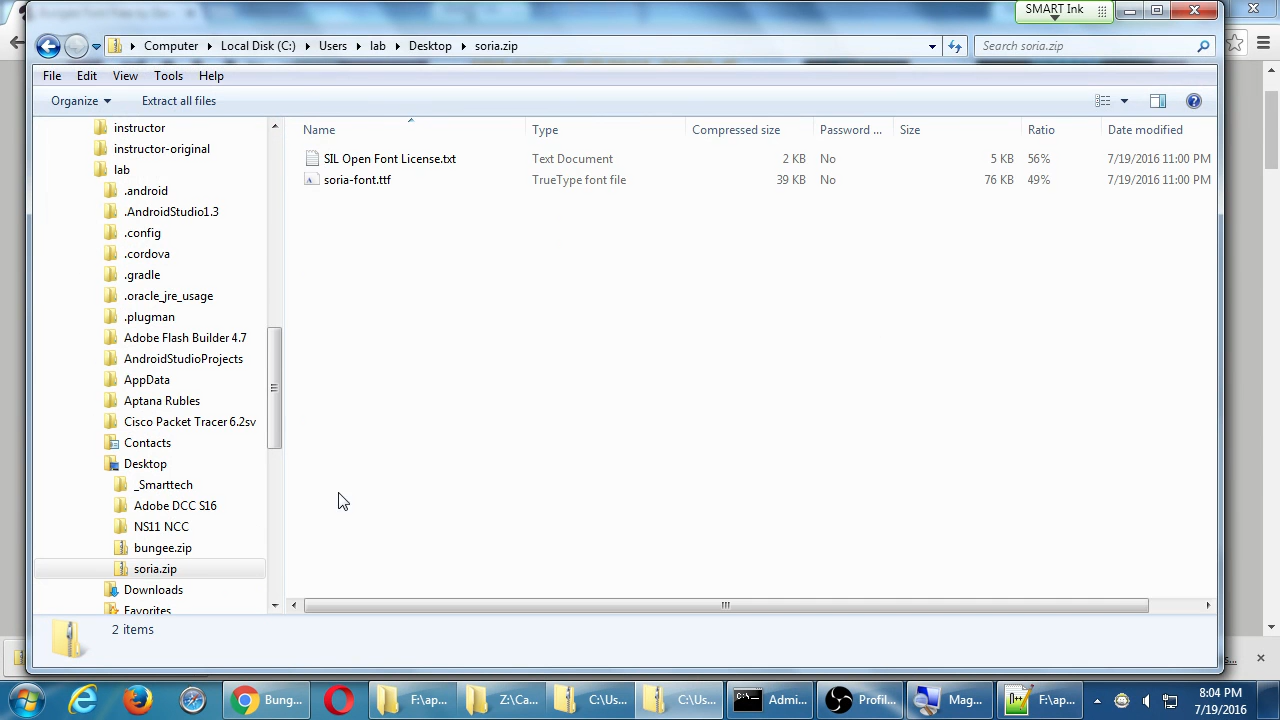 SMART Ink
Computer Local Disk (C:) Users lab Desktop soria.zip
Search soria.zip
File Edit View Tools Help
Organize Extract all files
Name Type Compressed size Password ... Size Ratio Date modified
SIL Open Font License.txt Text Document 2 KB No 5 KB 56% 7/19/2016 11:00 PM
soria-font.ttf TrueType font file 39 KB No 76 KB 49% 7/19/2016 11:00 PM
instructor
instructor-original
lab
.android
.AndroidStudio1.3
.config
.cordova
.gradle
.oracle_jre_usage
.plugman
Adobe Flash Builder 4.7
AndroidStudioProjects
AppData
Aptana Rubles
Cisco Packet Tracer 6.2sv
Contacts
Desktop
_Smarttech
Adobe DCC S16
NS11 NCC
bungee.zip
soria.zip
Downloads
Favorites
2 items
Bung... F:\ap... Z:\Ca... C:\Us... C:\Us... Admi... Profil... Mag... F:\ap...
8:04 PM
7/19/2016